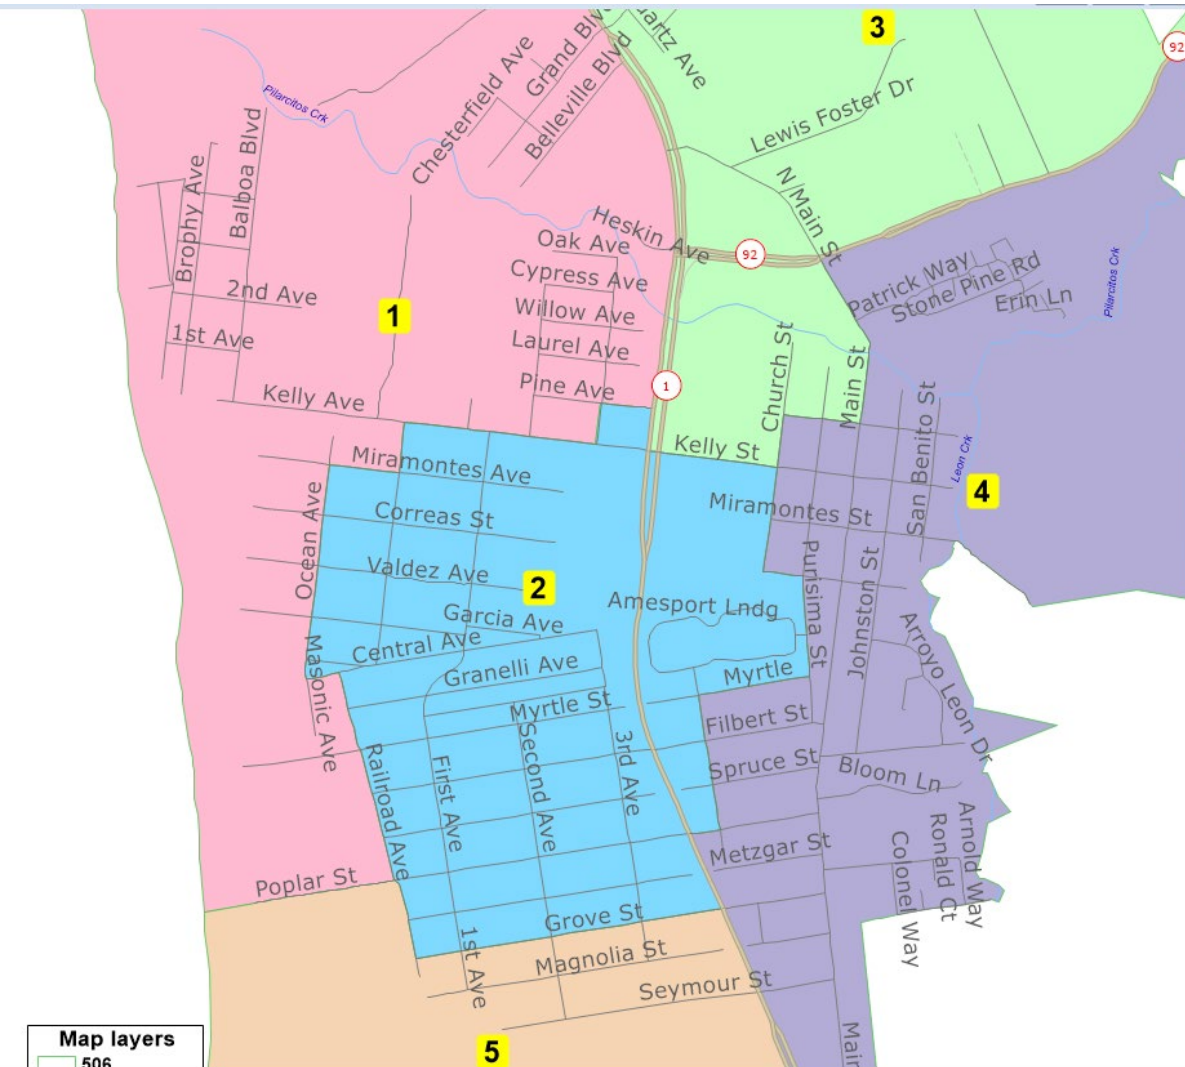 3
92
Quartz Ave
Grand Blvd
Chesterfield Ave
Belleville Blvd
Pilarcitos Crk
Lewis Foster Dr
N Main St
Balboa Blvd
Brophy Ave
Heskin Ave
Oak Ave
92
Cypress Ave
Patrick Way
Stone Pine Rd
Erin Ln
Pilarcitos Crk
2nd Ave
1
Willow Ave
1st Ave
Laurel Ave
Church St
Main St
Pine Ave
1
Kelly Ave
San Benito St
Kelly St
Leon Crk
Miramontes Ave
4
Ocean Ave
Correas St
Miramontes St
Valdez Ave
2
Purisima St
Johnston St
Garcia Ave
Amesport Lndg
Central Ave
Masonic Ave
Granelli Ave
Myrtle
Arroyo Leon Dr
Myrtle St
Filbert St
Railroad Ave
First Ave
Second Ave
3rd Ave
Spruce St
Bloom Ln
Metzgar St
Colonel Way
Ronald Ct
Arnold Way
Poplar St
Grove St
1st Ave
Magnolia St
Seymour St
Main
5
Map layers
506